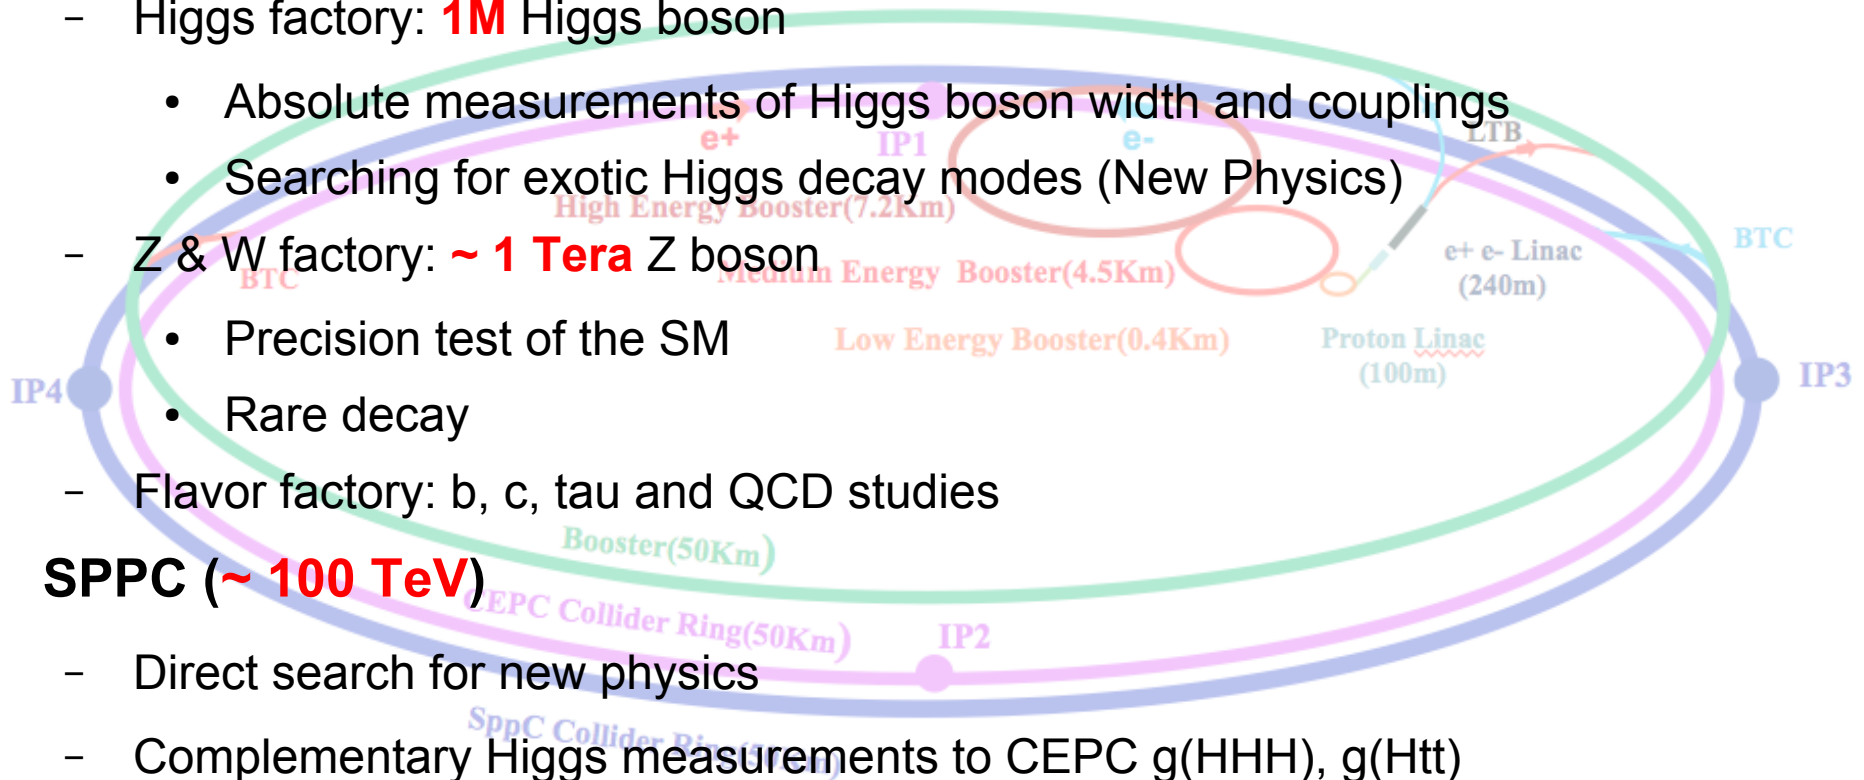 – Higgs factory: 1M Higgs boson
• Absolute measurements of Higgs boson width and couplings
LTB
e+ IP1 e-
• Searching for exotic Higgs decay modes (New Physics)
High Energy Booster(7.2Km)
– Z & W factory: ~ 1 Tera Z boson
BTC
e+ e- Linac
(240m)
BTC
Medium Energy Booster(4.5Km)
• Precision test of the SM
Low Energy Booster(0.4Km)
Proton Linac
(100m)
IP4
IP3
• Rare decay
– Flavor factory: b, c, tau and QCD studies
Booster(50Km)
SPPC (~ 100 TeV)
CEPC Collider Ring(50Km)
IP2
– Direct search for new physics
SppC Collider Ring(50Km)
– Complementary Higgs measurements to CEPC g(HHH), g(Htt)